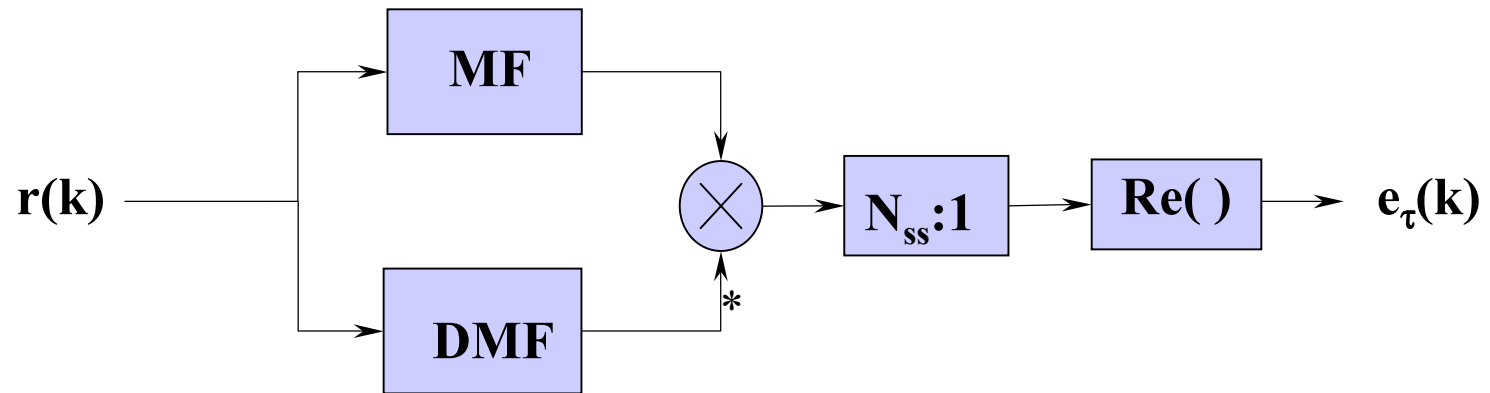 MF
r(k)
N_ss:1
Re( )
e_τ(k)
*
DMF